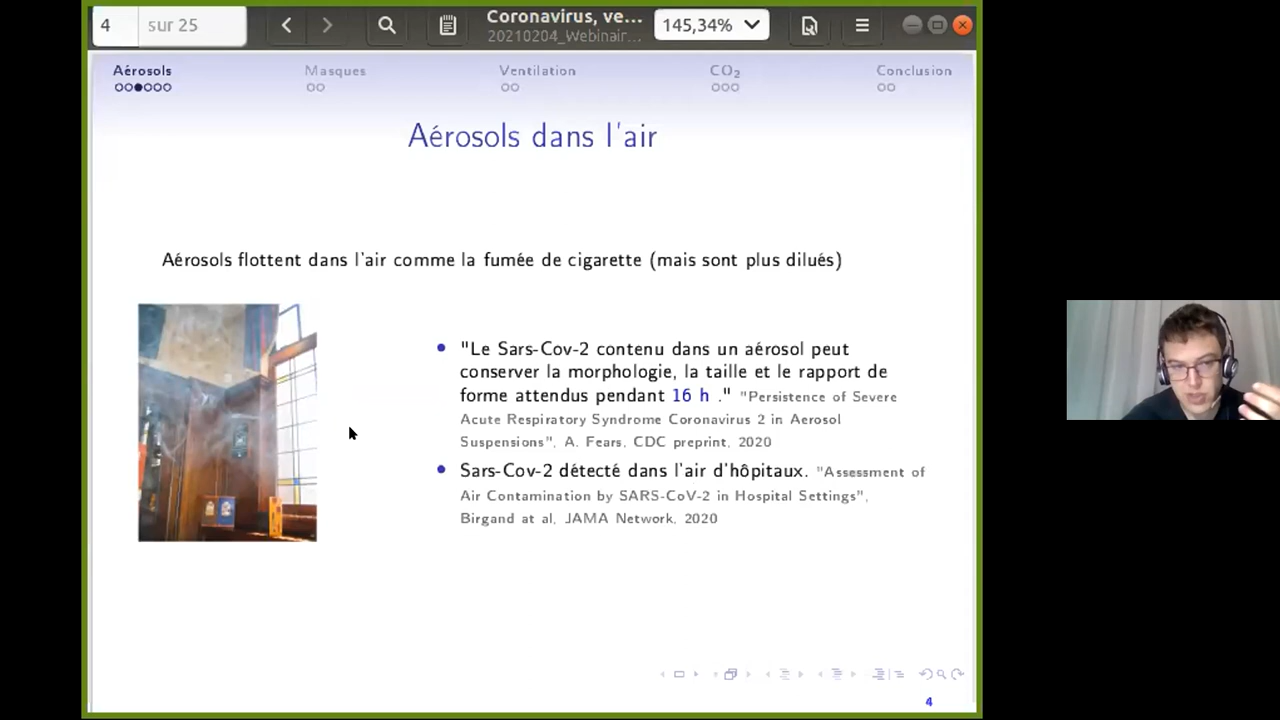 4 sur 25
Coronavirus, ve...
20210204_Webinair...
145,34%
Aérosols Masques Ventilation CO₂ Conclusion
Aérosols dans l'air
Aérosols flottent dans l'air comme la fumée de cigarette (mais sont plus dilués)
"Le Sars-Cov-2 contenu dans un aérosol peut
conserver la morphologie, la taille et le rapport de
forme attendus pendant 16 h ." "Persistence of Severe
Acute Respiratory Syndrome Coronavirus 2 in Aerosol
Suspensions", A. Fears, CDC preprint, 2020
Sars-Cov-2 détecté dans l'air d'hôpitaux. "Assessment of
Air Contamination by SARS-CoV-2 in Hospital Settings",
Birgand at al, JAMA Network, 2020
4